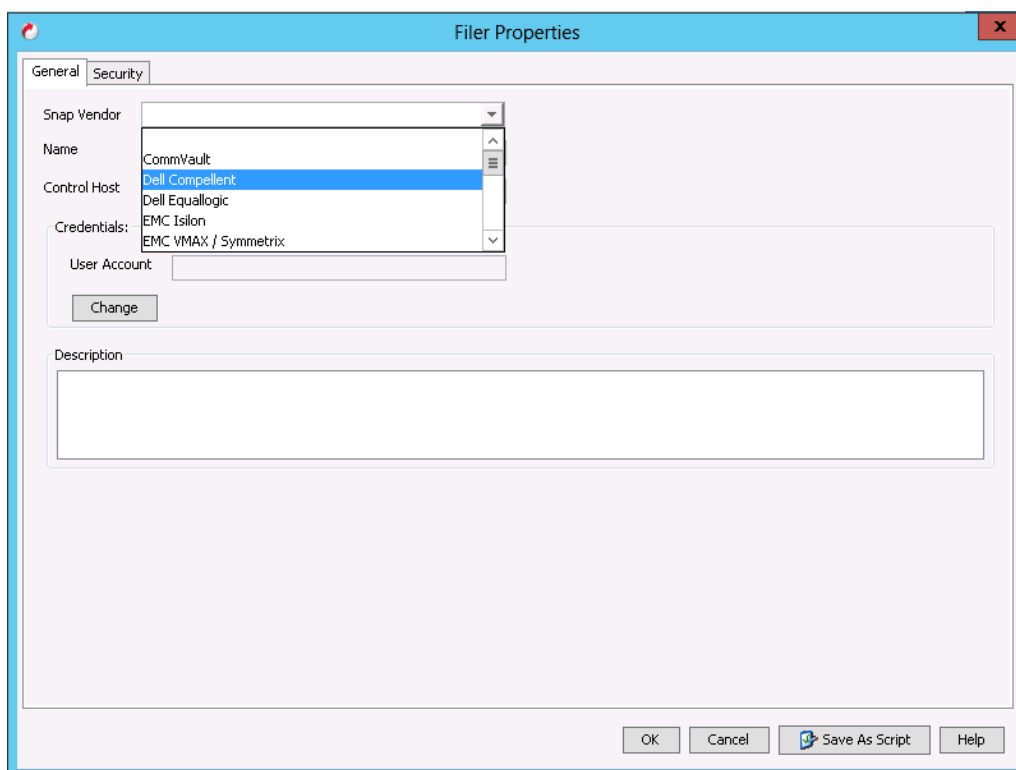 Filer Properties
x
General Security
Snap Vendor
Name
CommVault
Dell Compellent
Control Host
Dell Equallogic
EMC Isilon
Credentials:
EMC VMAX / Symmetrix
User Account
Change
Description
OK Cancel Save As Script Help